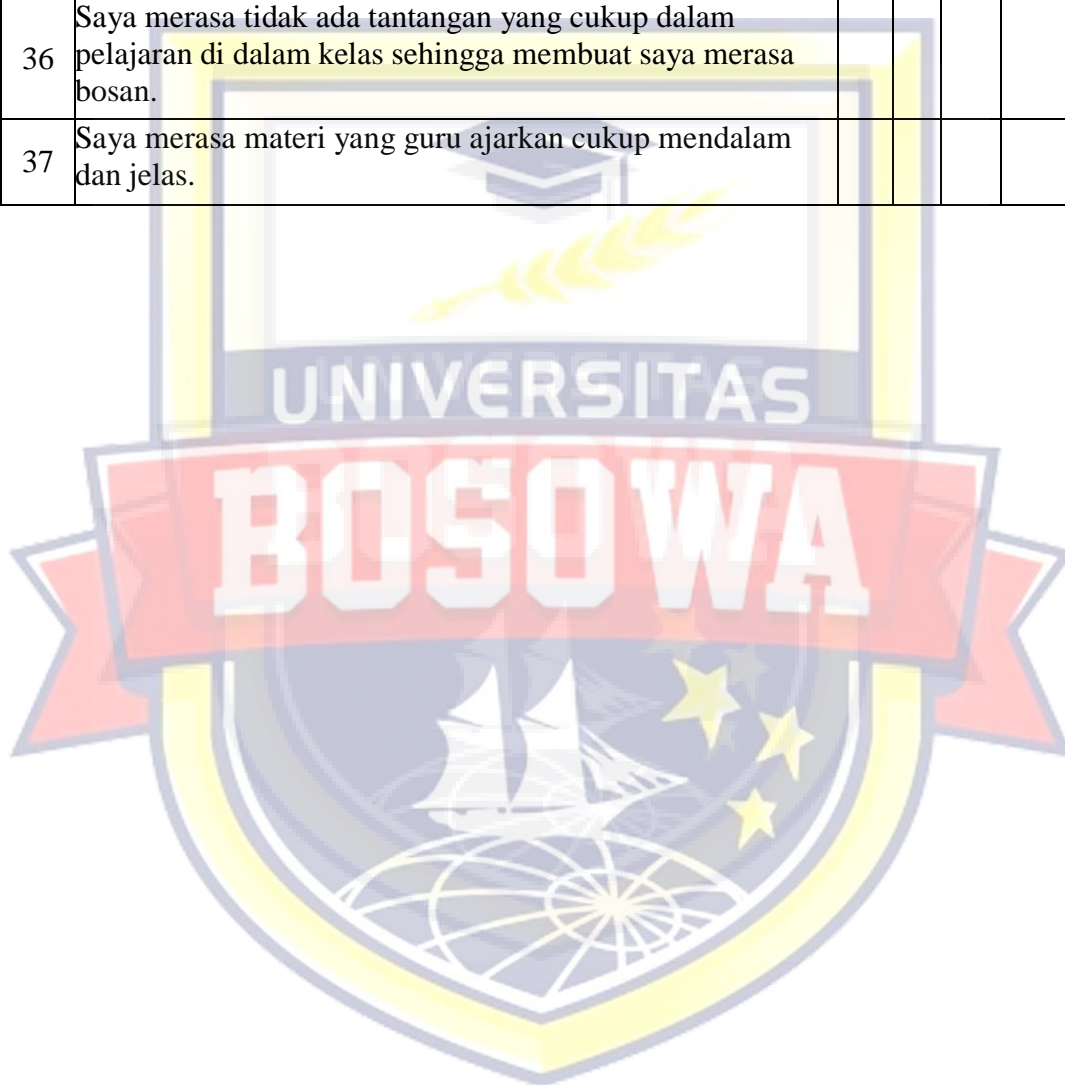 Saya merasa tidak ada tantangan yang cukup dalam
36 pelajaran di dalam kelas sehingga membuat saya merasa
bosan.
37 Saya merasa materi yang guru ajarkan cukup mendalam
dan jelas.
UNIVERSITAS
BOSOWA